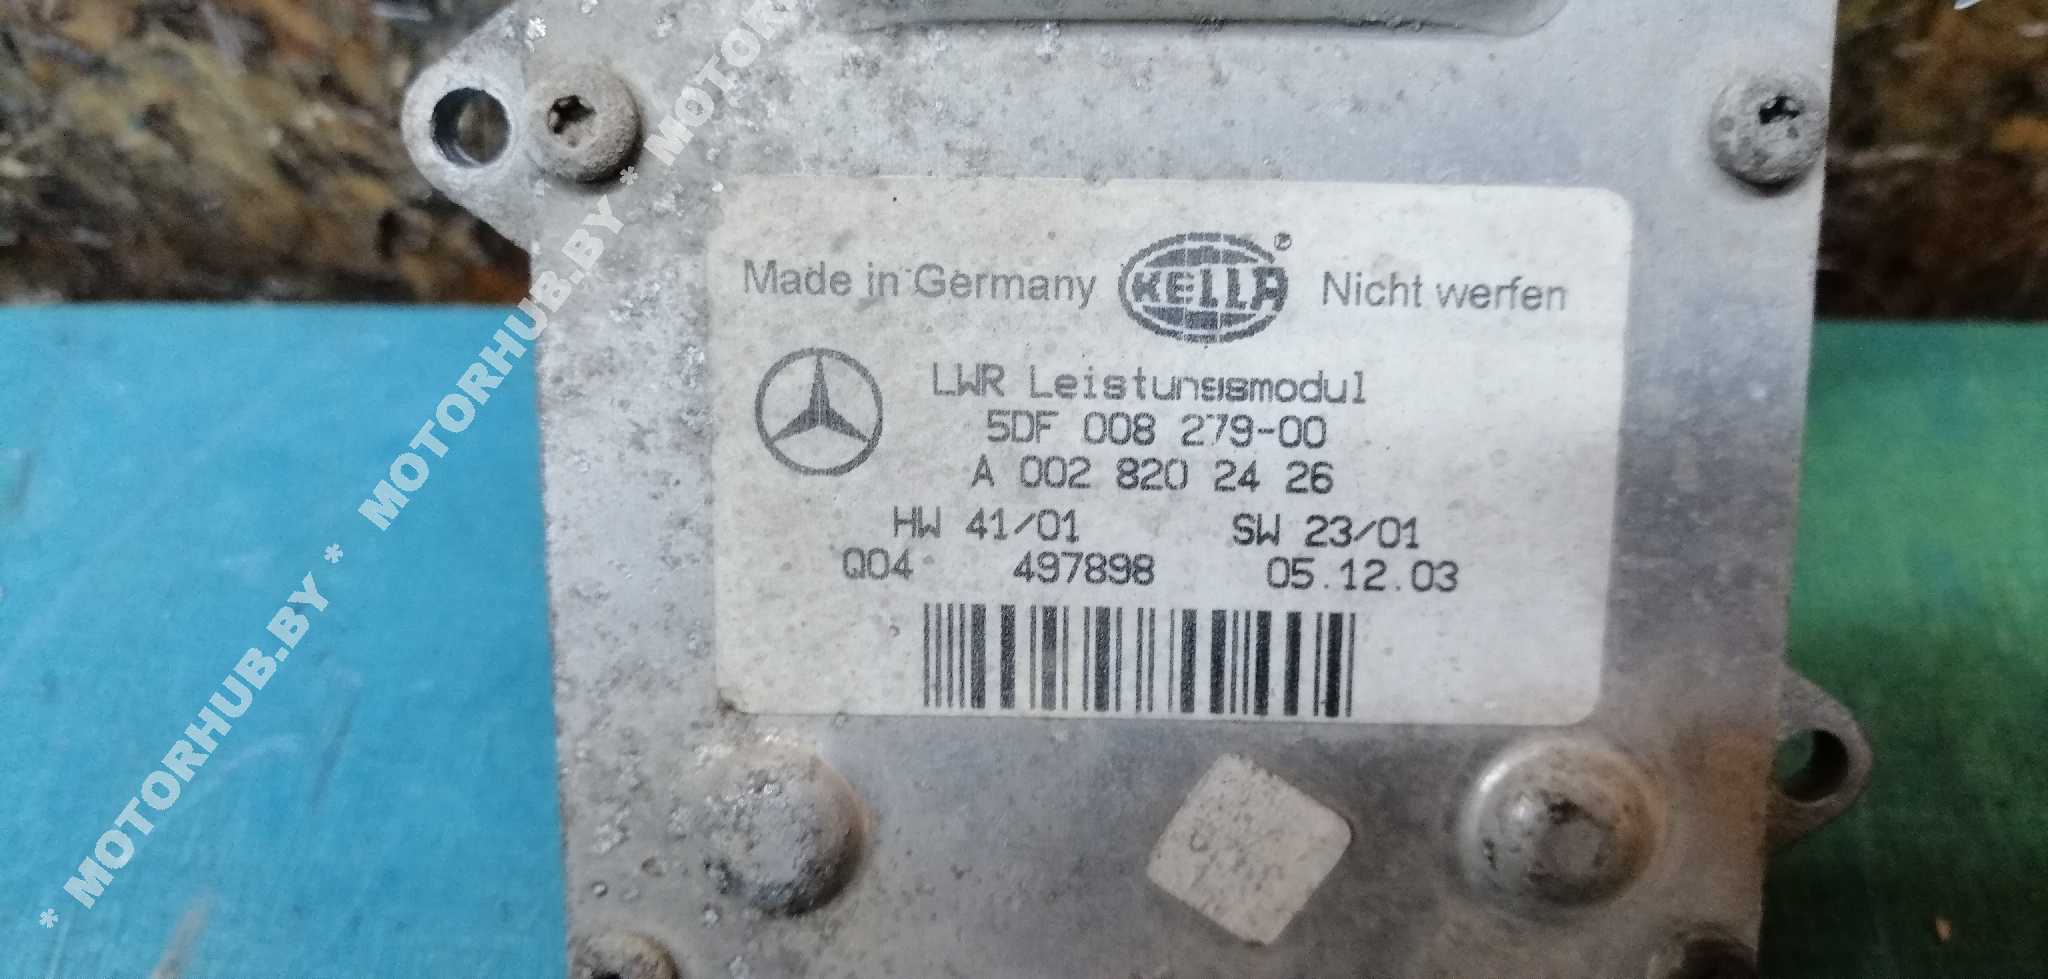 Made in Germany HELLA ® Nicht werfen
LWR Leistungsmodul
5DF 008 279-00
A 002 820 24 26
HW 41/01 SW 23/01
Q04 497898 05.12.03
* MOTORHUB.BY * MOTORHUB.BY * MOTOR